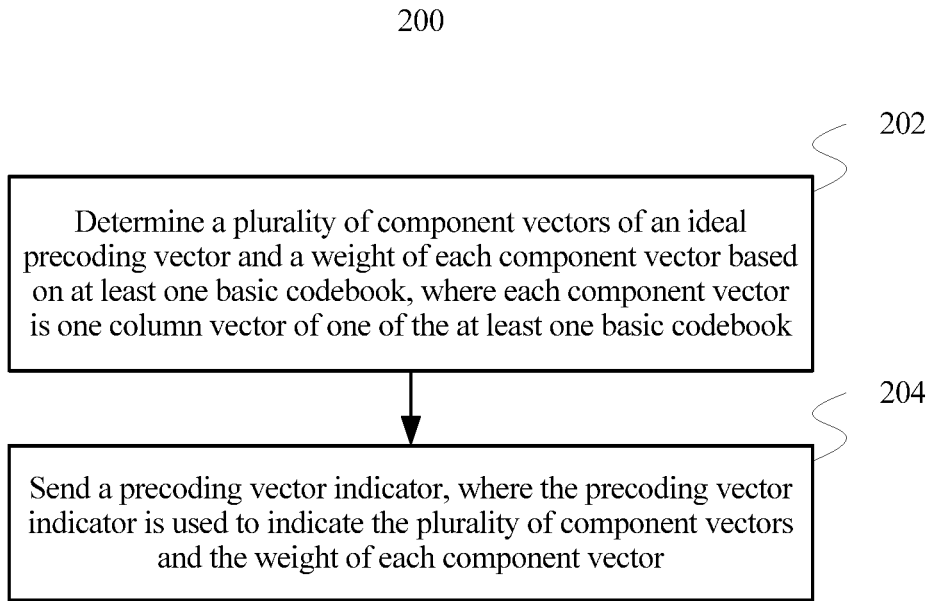 200
202
Determine a plurality of component vectors of an ideal
precoding vector and a weight of each component vector based
on at least one basic codebook, where each component vector
is one column vector of one of the at least one basic codebook
204
Send a precoding vector indicator, where the precoding vector
indicator is used to indicate the plurality of component vectors
and the weight of each component vector